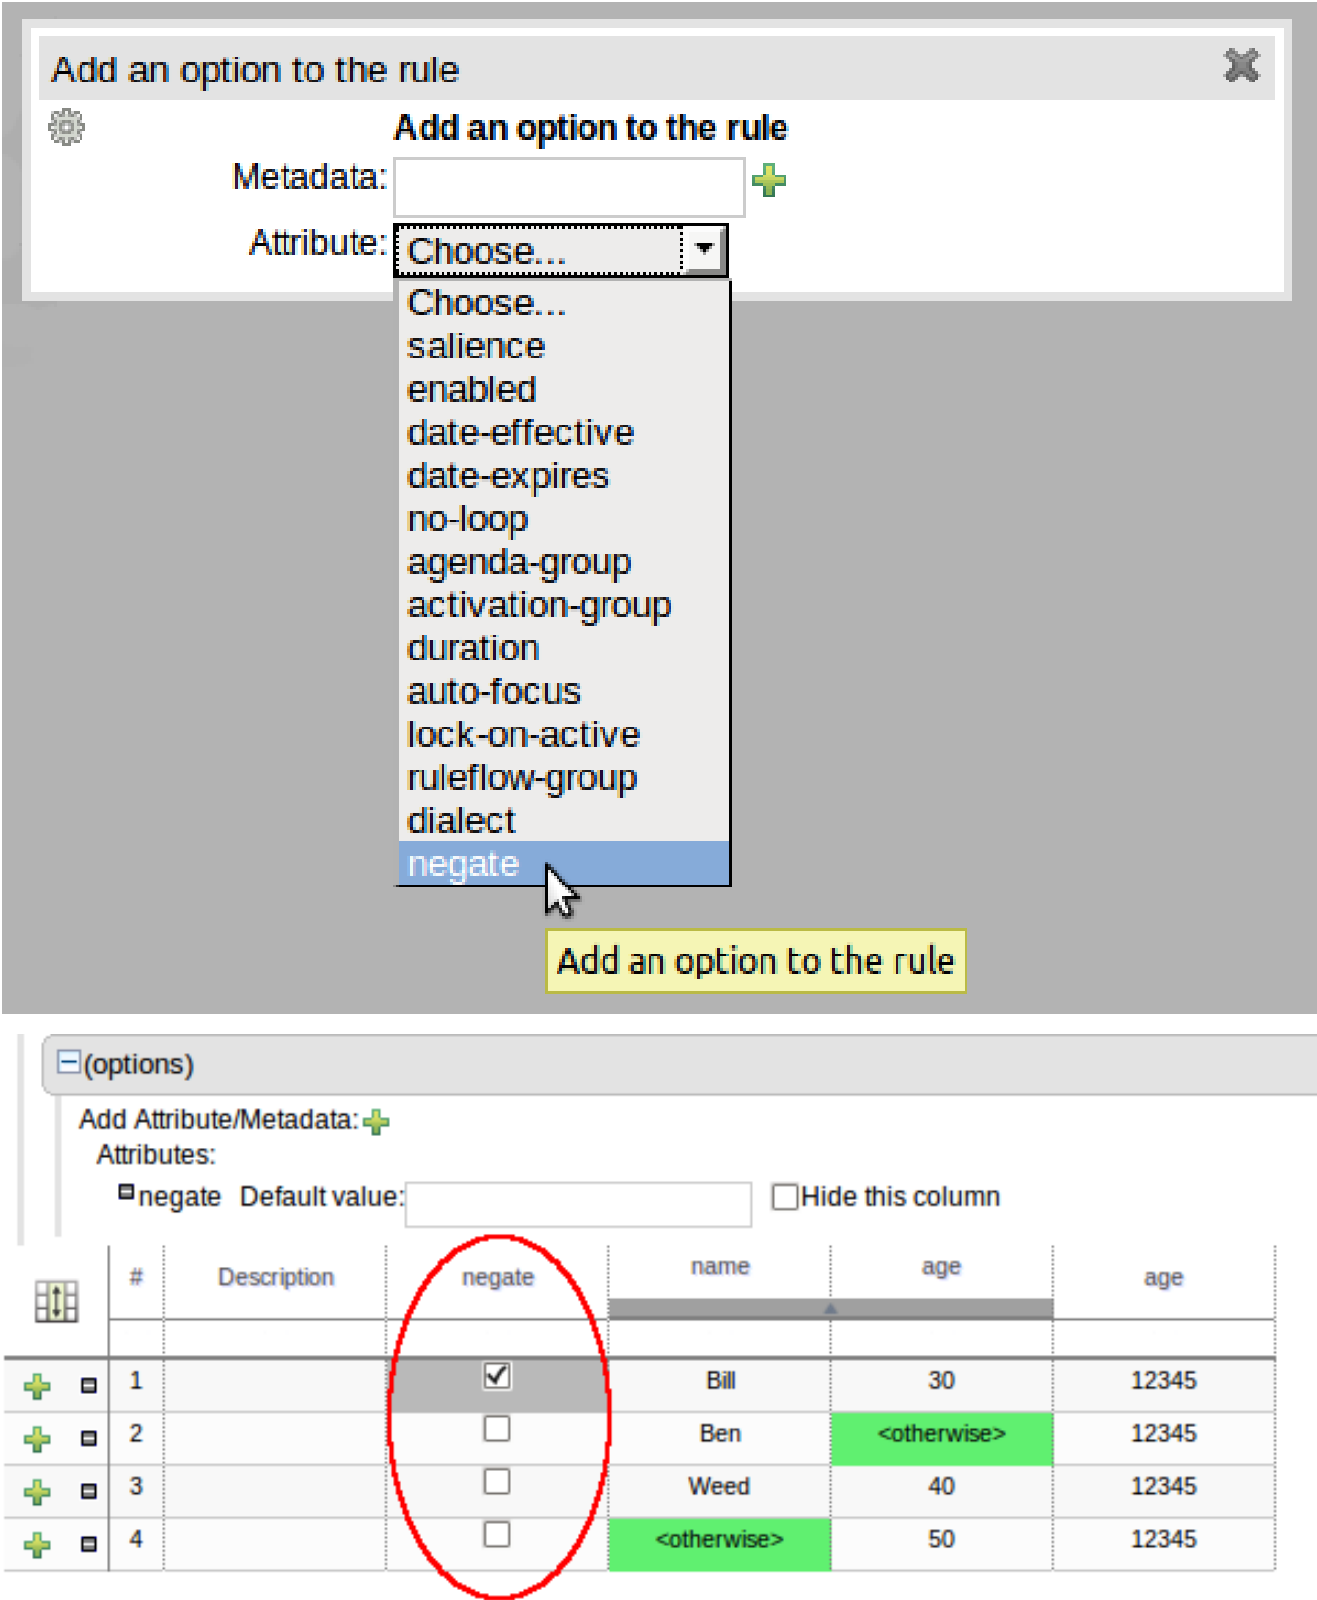 Add an option to the rule
Add an option to the rule
Metadata:
Attribute: Choose...
Choose...
salience
enabled
date-effective
date-expires
no-loop
agenda-group
activation-group
duration
auto-focus
lock-on-active
ruleflow-group
dialect
negate
Add an option to the rule
(options)
Add Attribute/Metadata:
Attributes:
negate Default value: Hide this column
# Description negate name age age
1 Bill 30 12345
2 Ben <otherwise> 12345
3 Weed 40 12345
4 <otherwise> 50 12345